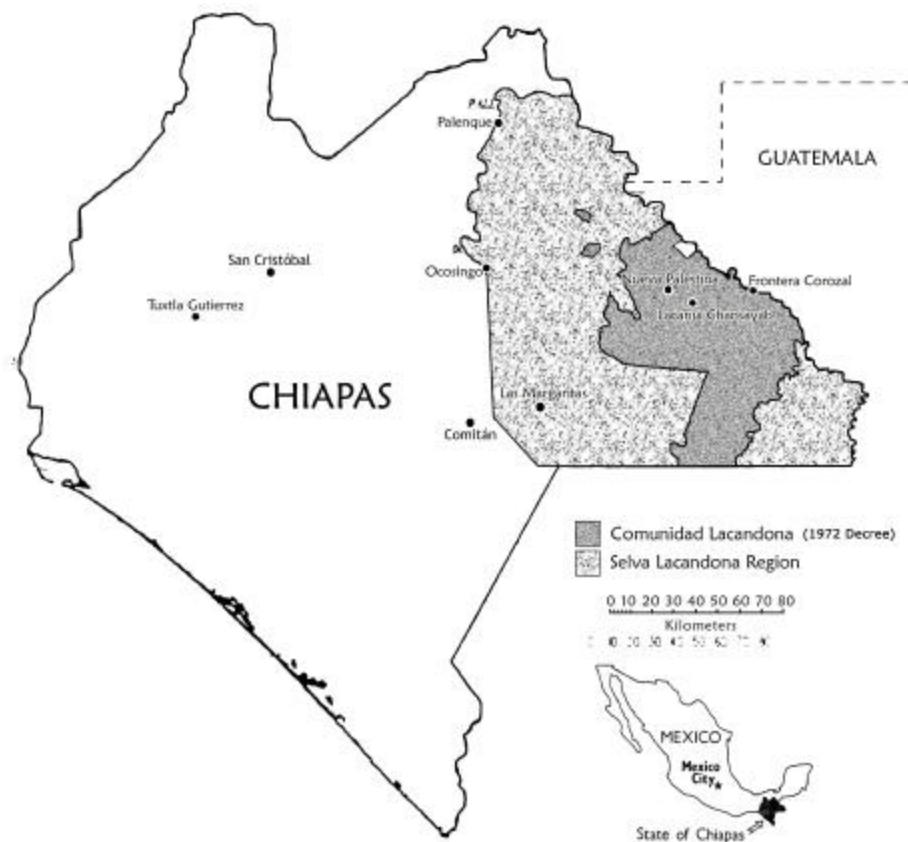 Palenque
GUATEMALA
San Cristóbal
Ocosingo
Nueva Palestina
Frontera Corozal
Tuxtla Gutierrez
Lacanja Chansayab
CHIAPAS
Las Margaritas
Comitán
Comunidad Lacandona (1972 Decree)
Selva Lacandona Region
0 10 20 30 40 50 60 70 80
Kilometers
MEXICO
Mexico
City
State of Chiapas